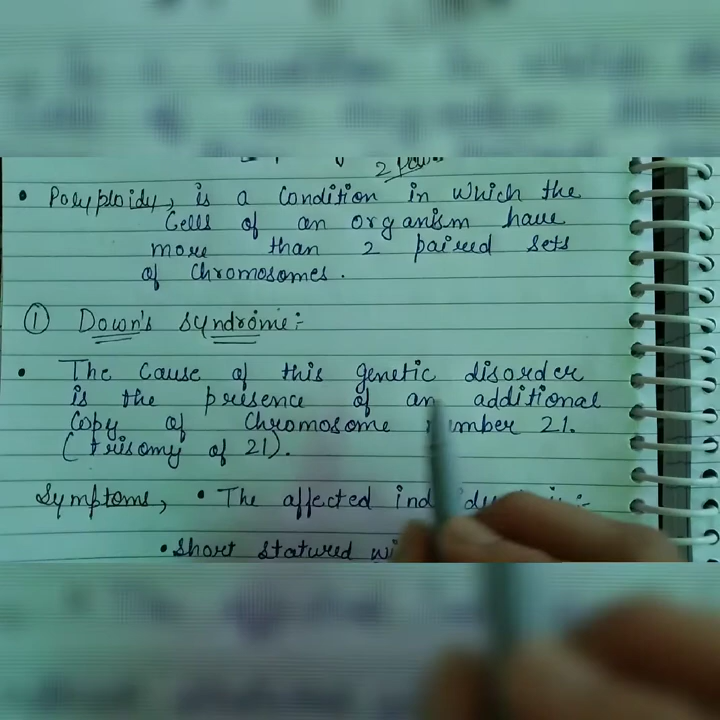 • Polyploidy, is a condition in which the
Cells of an organism have
more than 2 paired sets
of chromosomes.
① Down's syndrome:-
• The cause of this genetic disorder
is the presence of an additional
Copy of Chromosome number 21.
(trisomy of 21).
Symptoms, • The affected
• Short statured